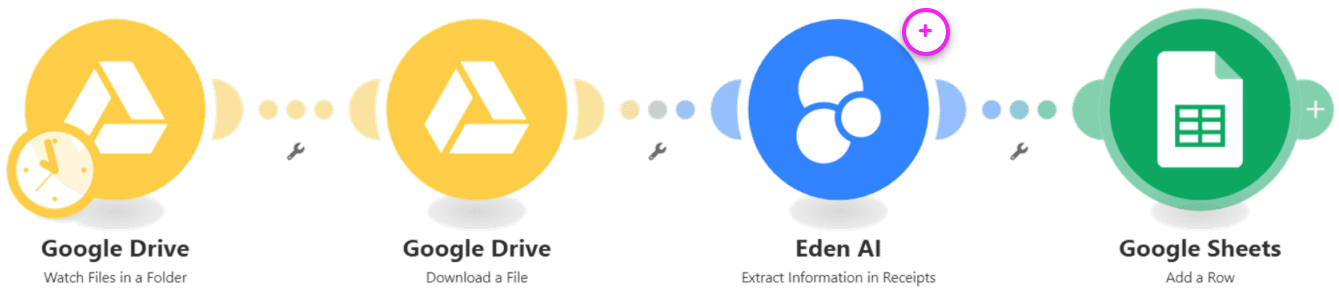 Google Drive
Watch Files in a Folder
Google Drive
Download a File
Eden AI
Extract Information in Receipts
Google Sheets
Add a Row